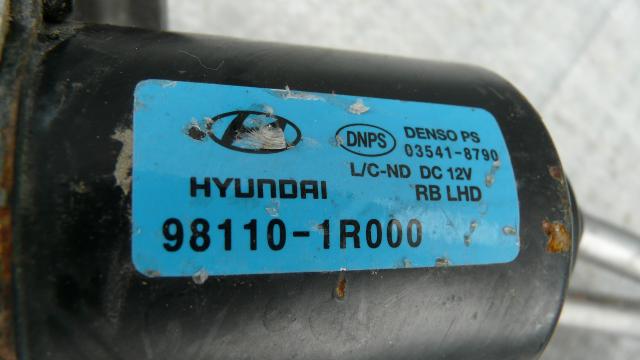 DNPS
DENSO PS
03541-8790
L/C-ND DC 12V
RB LHD
HYUNDAI
98110-1R000